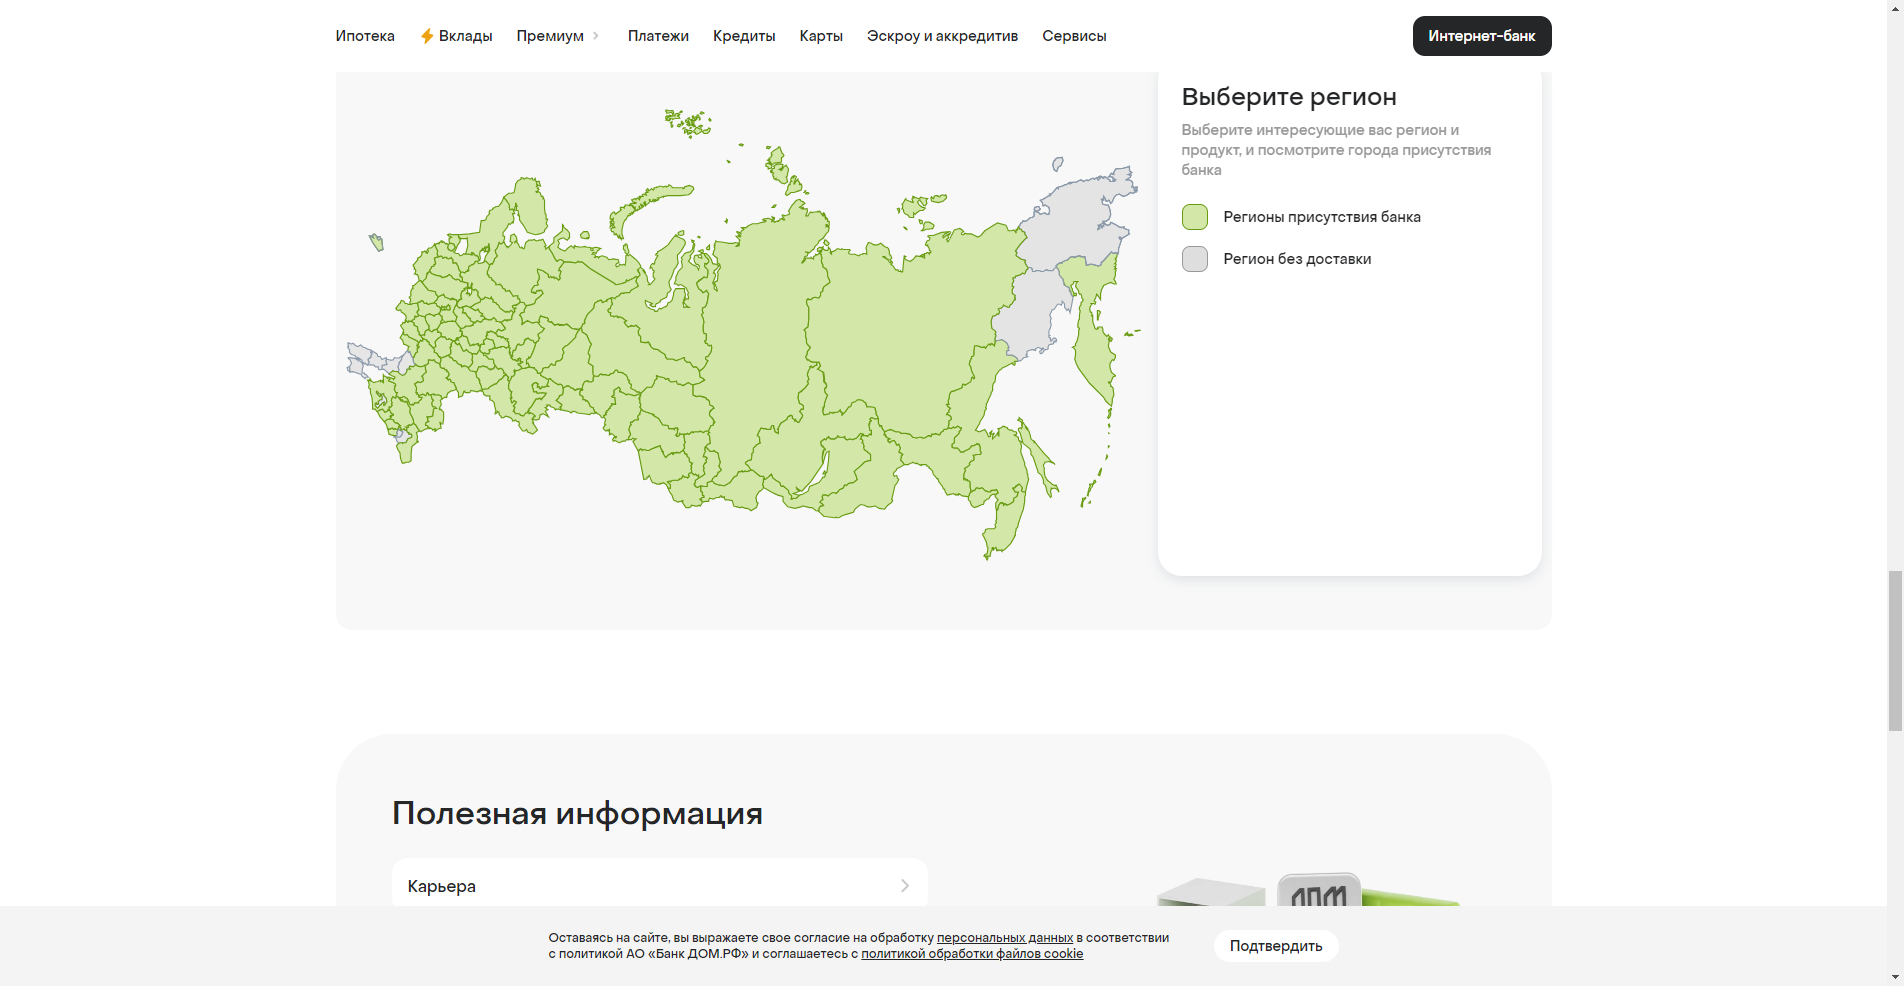 Ипотека
Вклады
Премиум
Платежи
Кредиты
Карты
Эскроу и аккредитив
Сервисы
Интернет-банк
Выберите регион
Выберите интересующие вас регион и
продукт, и посмотрите города присутствия
банка
Регионы присутствия банка
Регион без доставки
Полезная информация
Карьера
ДОМ
Оставаясь на сайте, вы выражаете свое согласие на обработку персональных данных в соответствии
с политикой АО «Банк ДОМ.РФ» и соглашаетесь с политикой обработки файлов cookie
Подтвердить